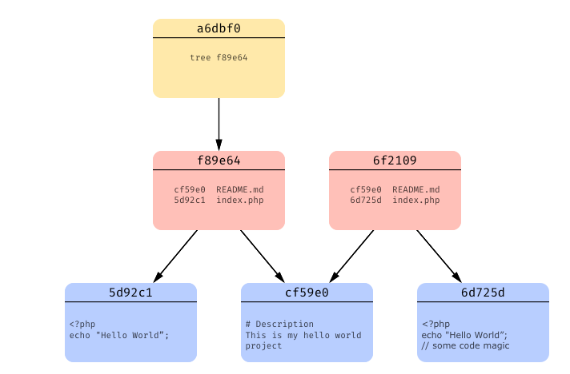 a6dbf0
tree f89e64
f89e64
cf59e0 README.md
5d92c1 index.php
6f2109
cf59e0 README.md
6d725d index.php
5d92c1
<?php
echo "Hello World";
cf59e0
# Description
This is my hello world
project
6d725d
<?php
echo "Hello World";
// some code magic